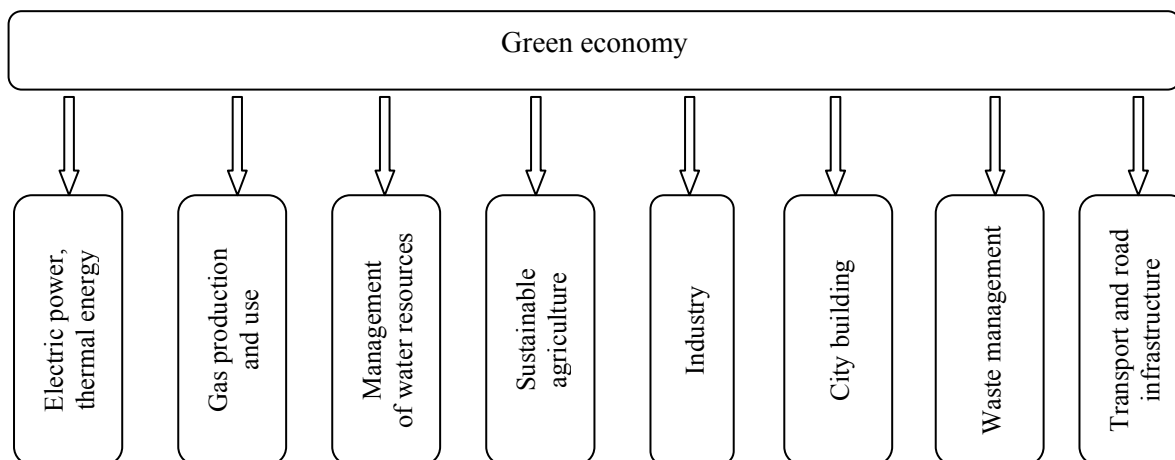 Green economy
Electric power,
thermal energy
Gas production
and use
Management
of water resources
Sustainable
agriculture
Industry
City building
Waste management
Transport and road
infrastructure